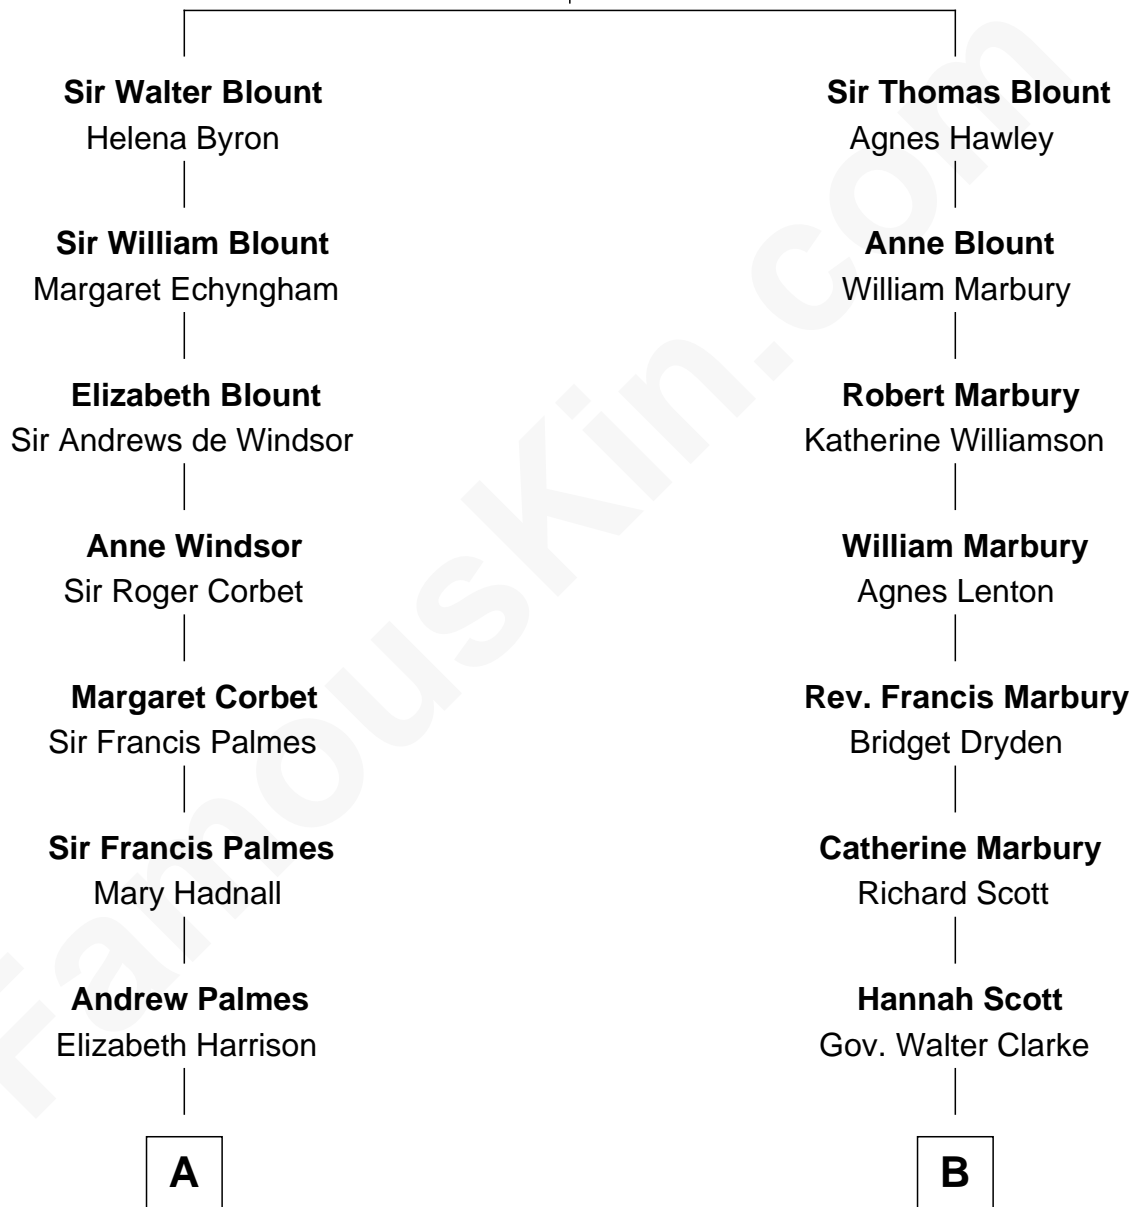 Sir Walter Blount
Helena Byron
Sir William Blount
Margaret Echyngham
Elizabeth Blount
Sir Andrews de Windsor
Anne Windsor
Sir Roger Corbet
Margaret Corbet
Sir Francis Palmes
Sir Francis Palmes
Mary Hadnall
Andrew Palmes
Elizabeth Harrison
A
Sir Thomas Blount
Agnes Hawley
Anne Blount
William Marbury
Robert Marbury
Katherine Williamson
William Marbury
Agnes Lenton
Rev. Francis Marbury
Bridget Dryden
Catherine Marbury
Richard Scott
Hannah Scott
Gov. Walter Clarke
B
FamousKin.com